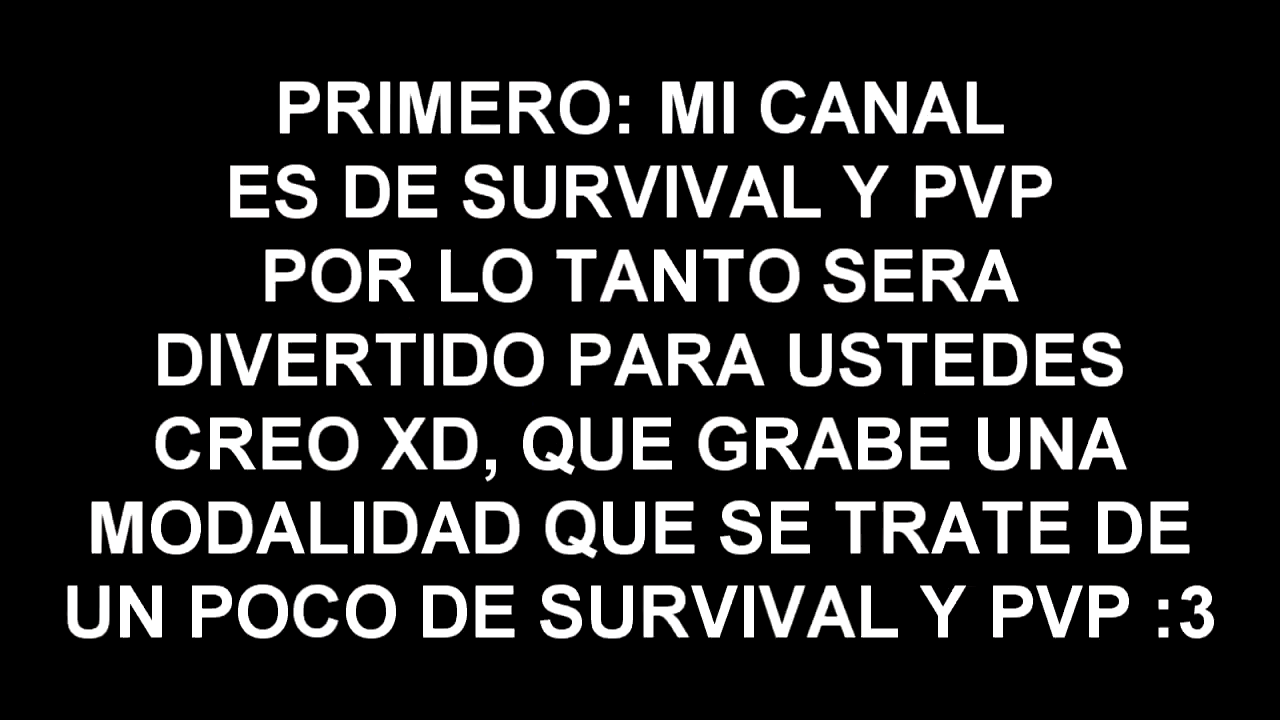 PRIMERO: MI CANAL
ES DE SURVIVAL Y PVP
POR LO TANTO SERA
DIVERTIDO PARA USTEDES
CREO XD, QUE GRABE UNA
MODALIDAD QUE SE TRATE DE
UN POCO DE SURVIVAL Y PVP :3